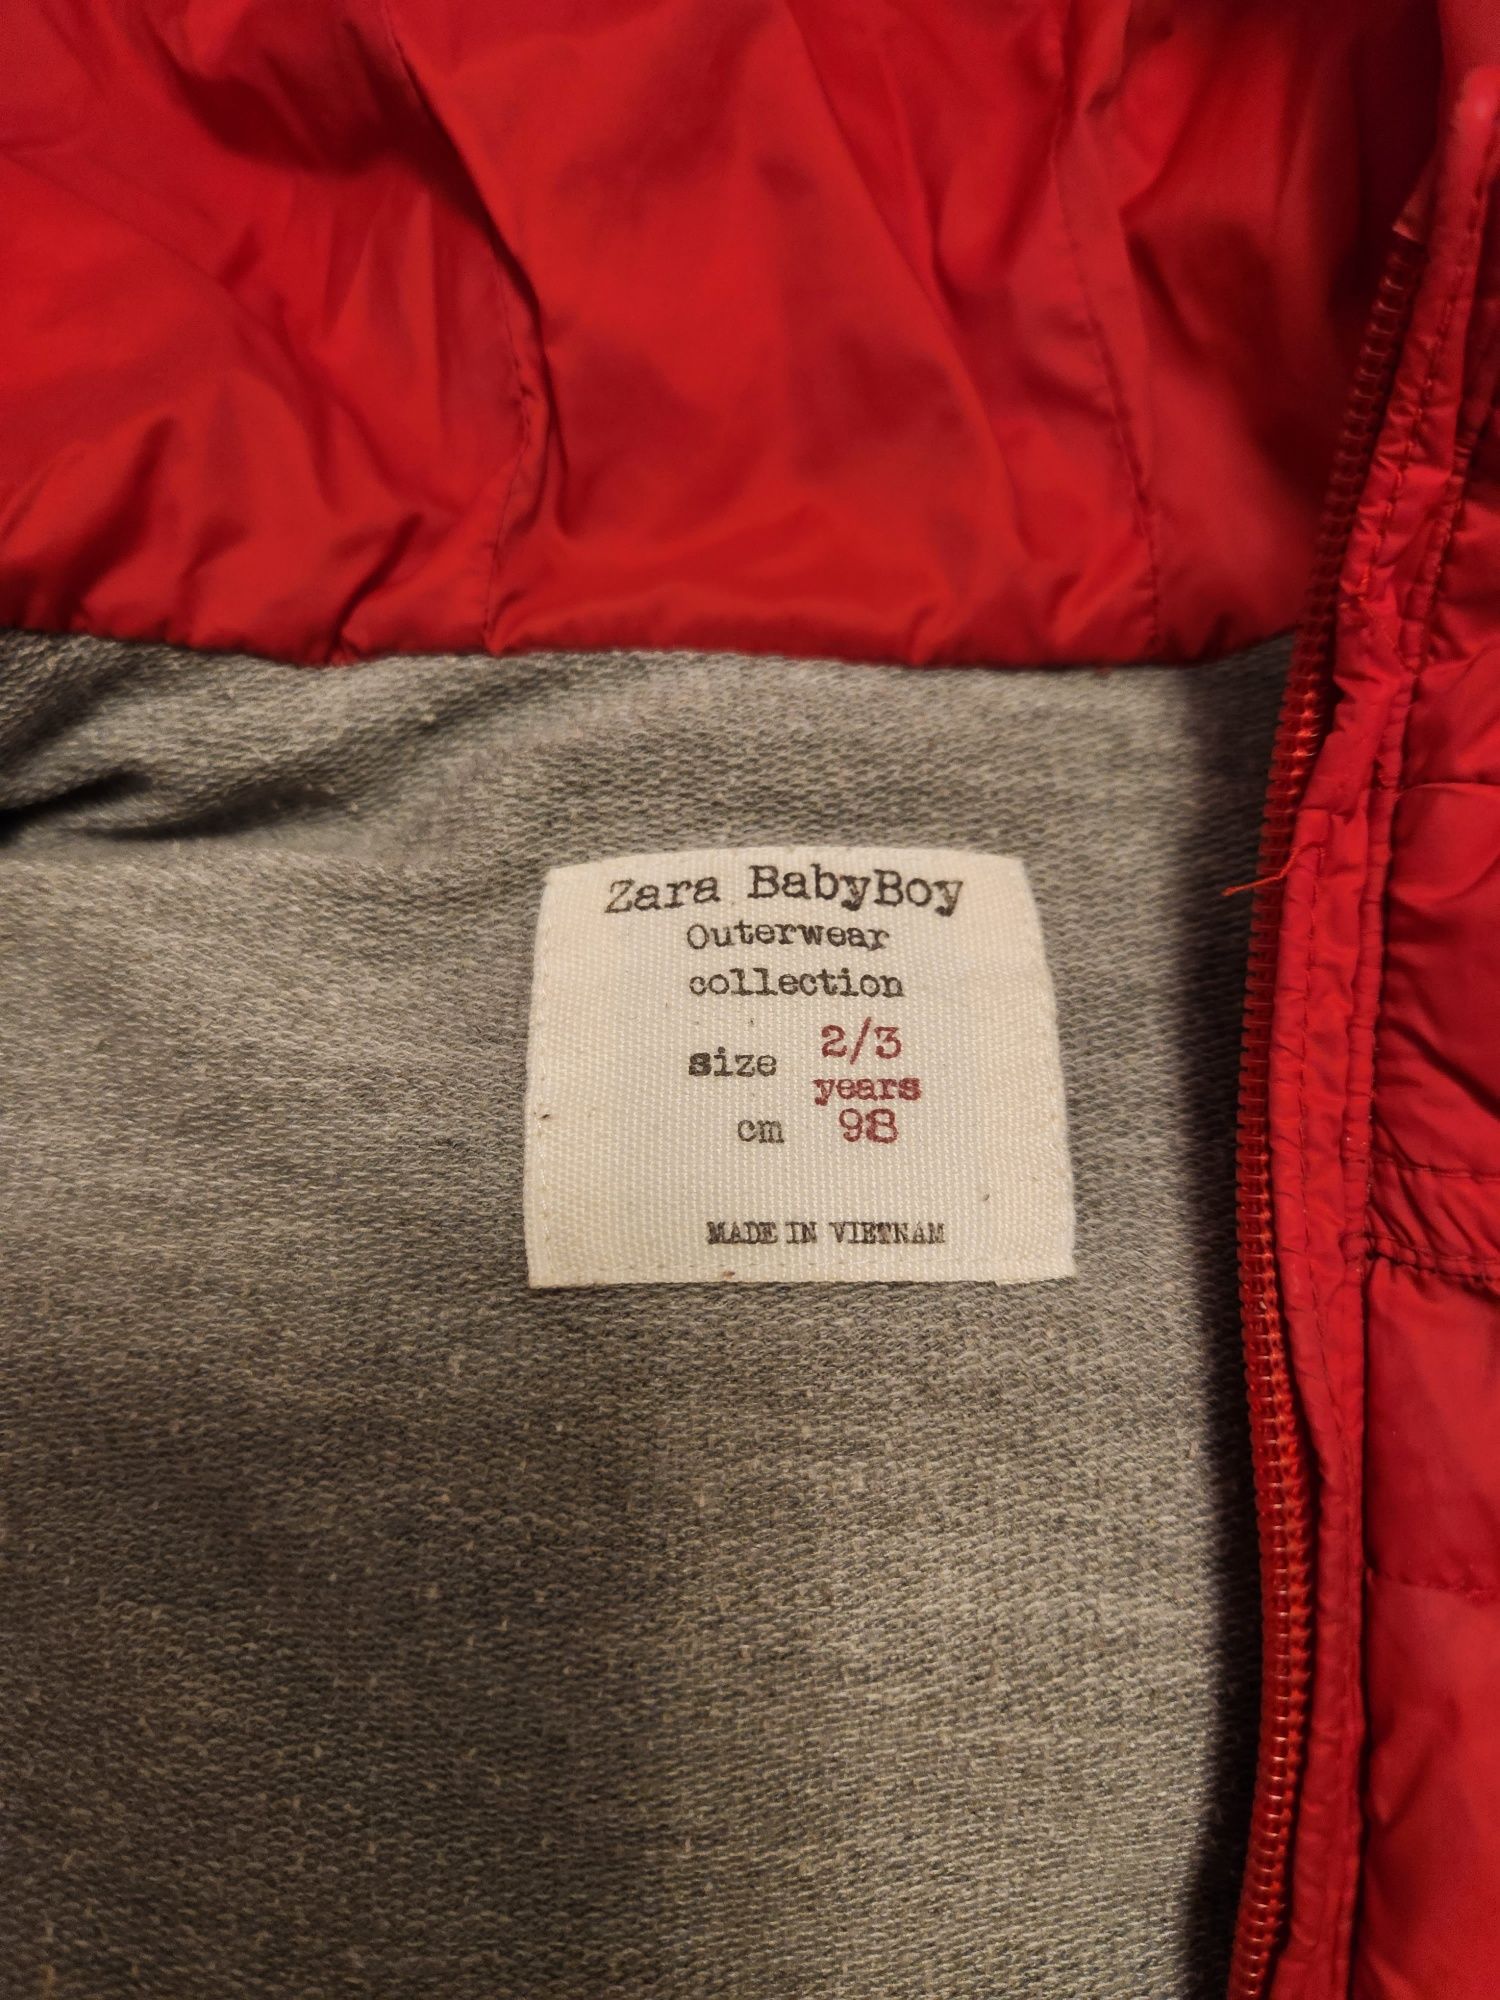 Zara BabyBoy
Outerwear
collection
size 2/3
years
cm 98
MADE IN VIETNAM